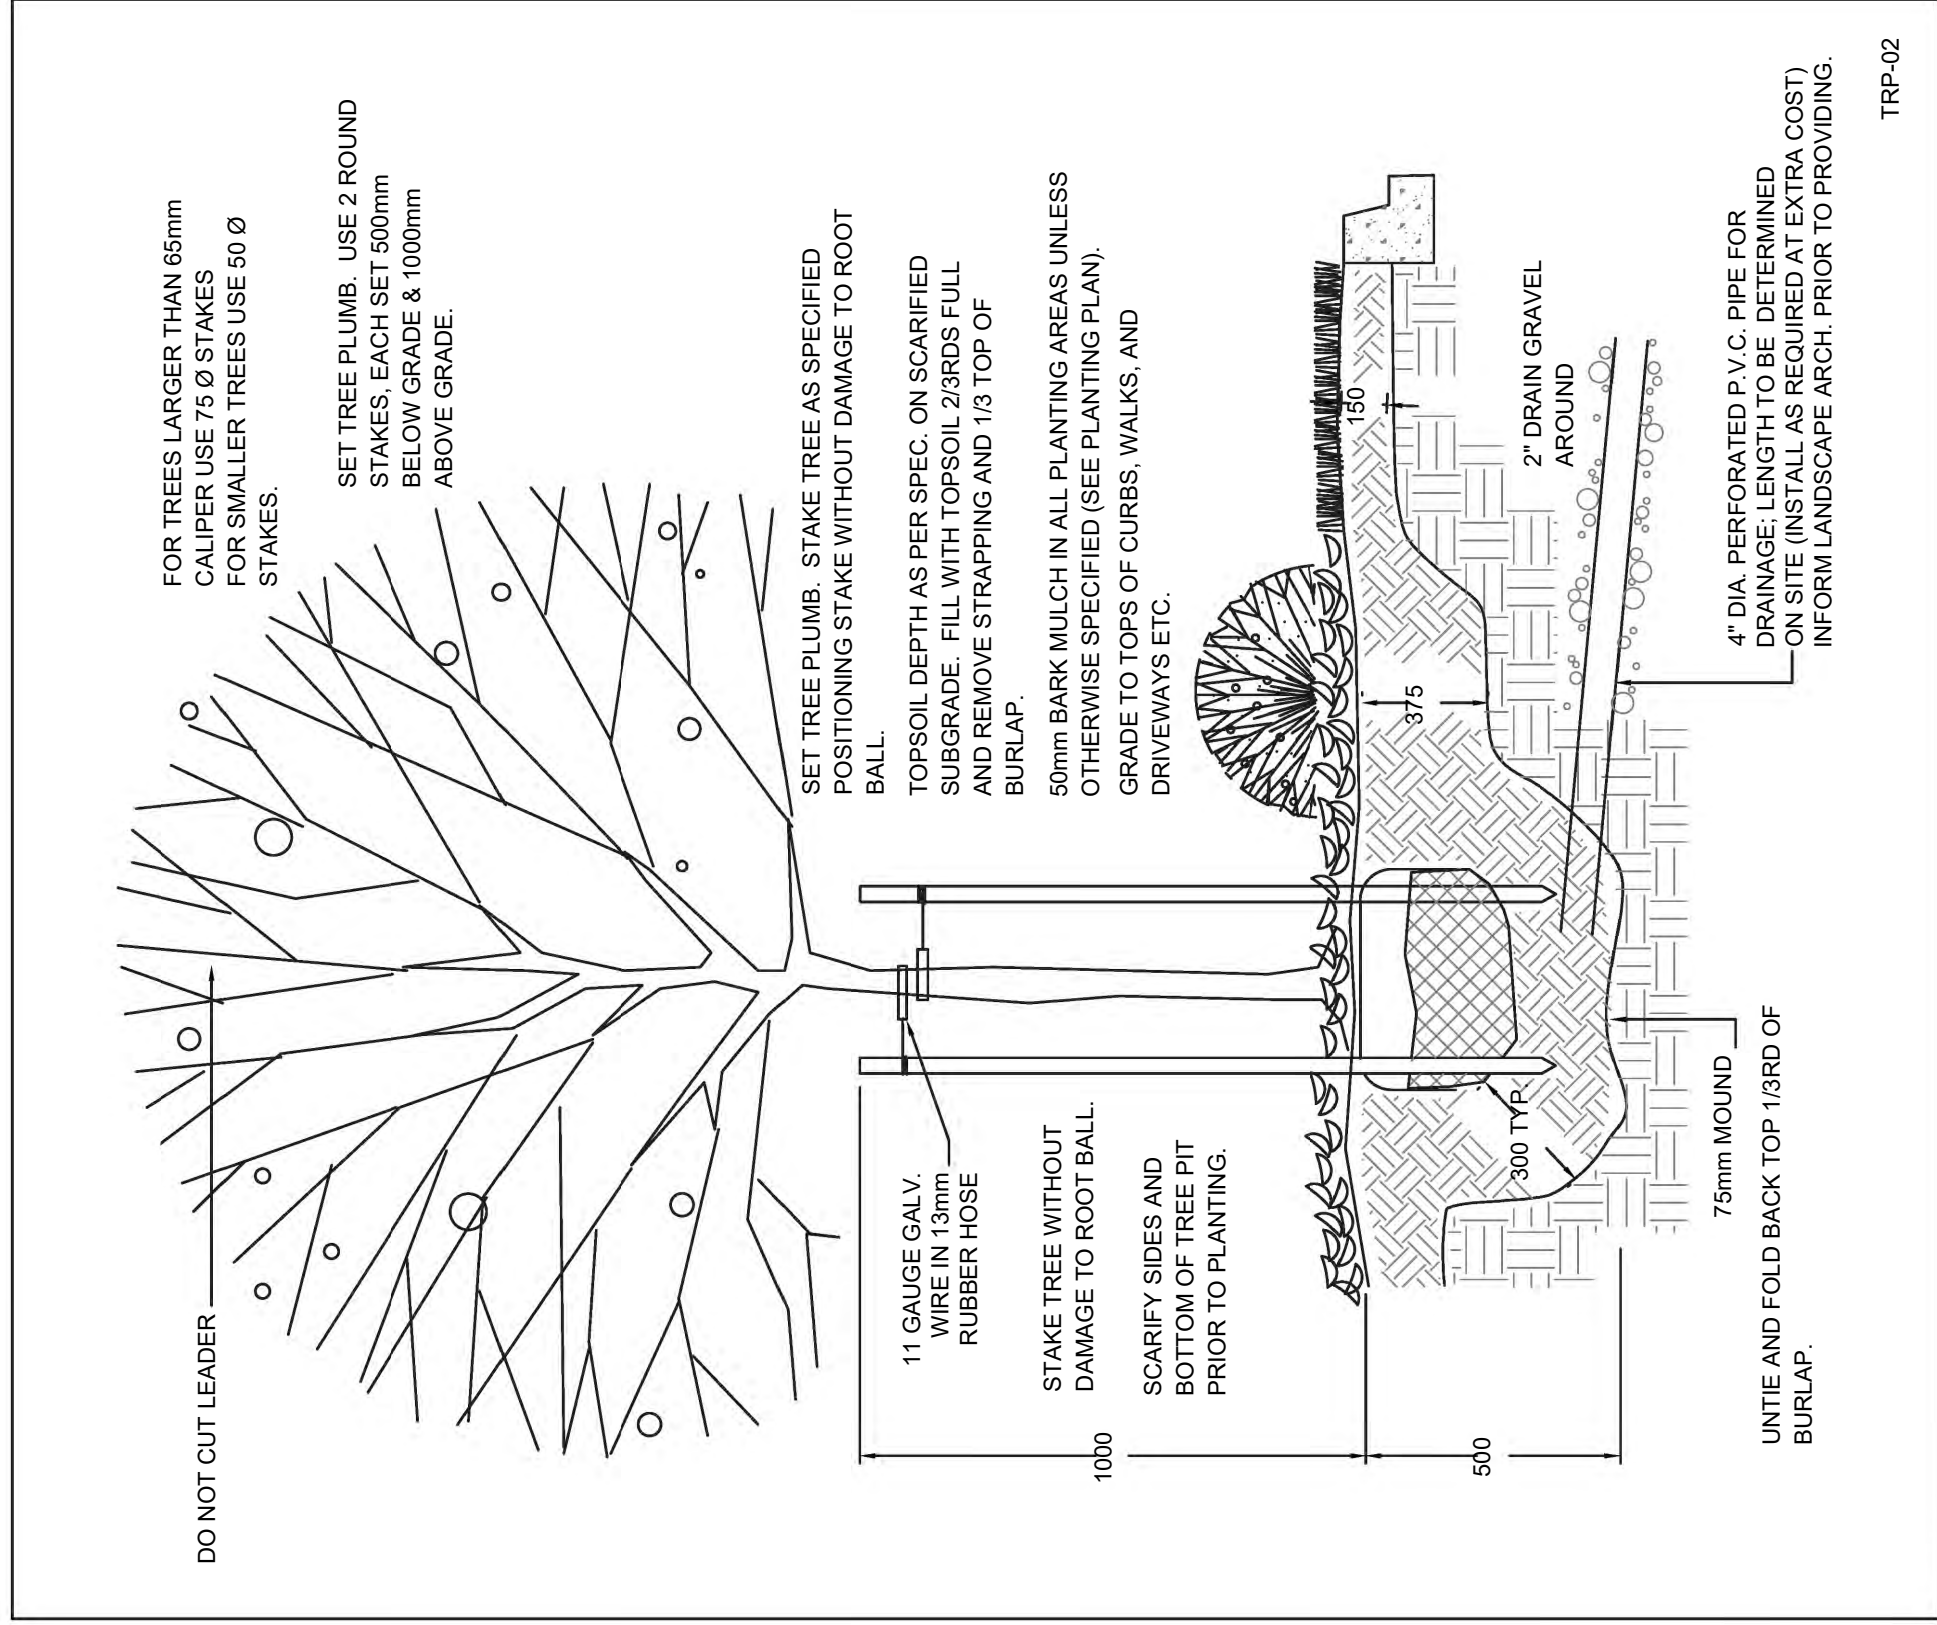 FOR TREES LARGER THAN 65mm
CALIPER USE 75 Ø STAKES
FOR SMALLER TREES USE 50 Ø
STAKES.
SET TREE PLUMB.  USE 2 ROUND
STAKES, EACH SET 500mm
BELOW GRADE & 1000mm
ABOVE GRADE.
DO NOT CUT LEADER
SET TREE PLUMB.  STAKE TREE AS SPECIFIED
POSITIONING STAKE WITHOUT DAMAGE TO ROOT
BALL.
TOPSOIL DEPTH AS PER SPEC. ON SCARIFIED
SUBGRADE.  FILL WITH TOPSOIL 2/3RDS FULL
AND REMOVE STRAPPING AND 1/3 TOP OF
BURLAP.
50mm BARK MULCH IN ALL PLANTING AREAS UNLESS
OTHERWISE SPECIFIED (SEE PLANTING PLAN).
GRADE TO TOPS OF CURBS, WALKS, AND
DRIVEWAYS ETC.
11 GAUGE GALV.
WIRE IN 13mm
RUBBER HOSE
STAKE TREE WITHOUT
DAMAGE TO ROOT BALL.
SCARIFY SIDES AND
BOTTOM OF TREE PIT
PRIOR TO PLANTING.
1000
150
375
500
300 TYP.
2" DRAIN GRAVEL
AROUND
75mm MOUND
UNTIE AND FOLD BACK TOP 1/3RD OF
BURLAP.
4" DIA. PERFORATED P.V.C. PIPE FOR
DRAINAGE; LENGTH TO BE DETERMINED
ON SITE (INSTALL AS REQUIRED AT EXTRA COST)
INFORM LANDSCAPE ARCH. PRIOR TO PROVIDING.
TRP-02